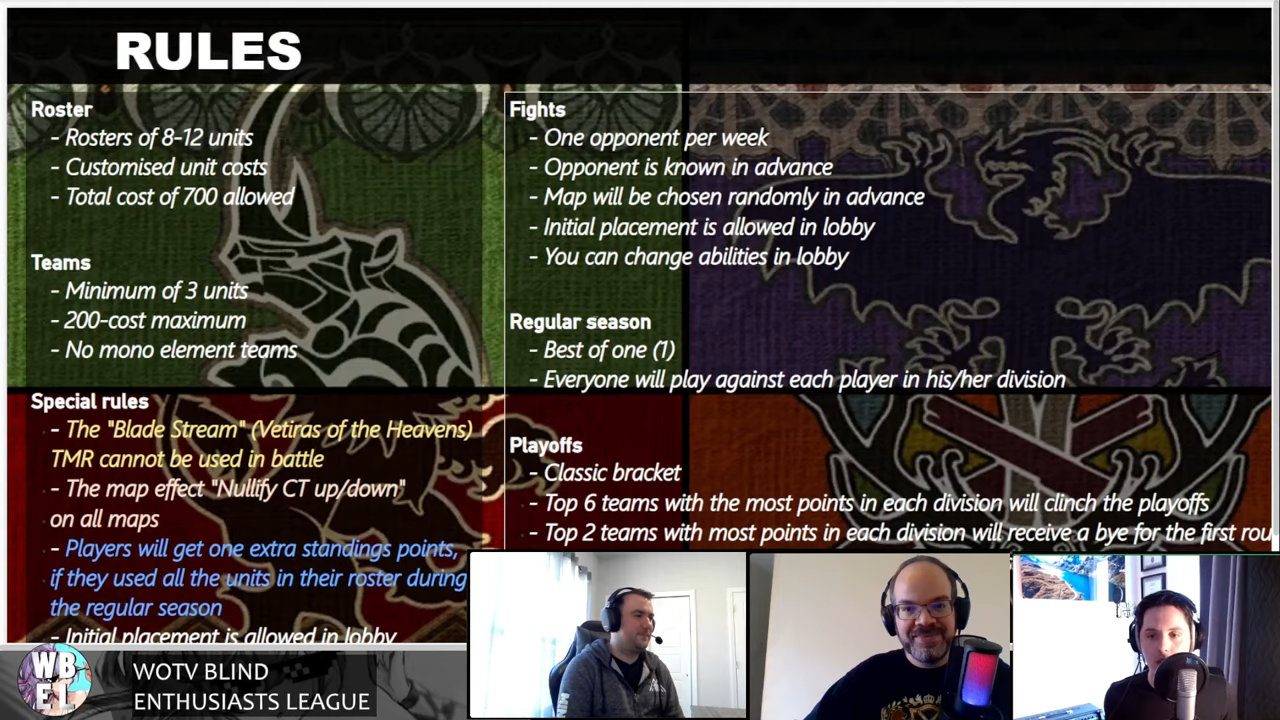 RULES
Roster
- Rosters of 8-12 units
- Customised unit costs
- Total cost of 700 allowed
Teams
- Minimum of 3 units
- 200-cost maximum
- No mono element teams
Special rules
- The "Blade Stream" (Vetiras of the Heavens)
TMR cannot be used in battle
- The map effect "Nullify CT up/down"
on all maps
- Players will get one extra standings points,
if they used all the units in their roster during
the regular season
- Initial placement is allowed in lobby
Fights
- One opponent per week
- Opponent is known in advance
- Map will be chosen randomly in advance
- Initial placement is allowed in lobby
- You can change abilities in lobby
Regular season
- Best of one (1)
- Everyone will play against each player in his/her division
Playoffs
- Classic bracket
- Top 6 teams with the most points in each division will clinch the playoffs
- Top 2 teams with most points in each division will receive a bye for the first rou
WB
EL
WOTV BLIND
ENTHUSIASTS LEAGUE